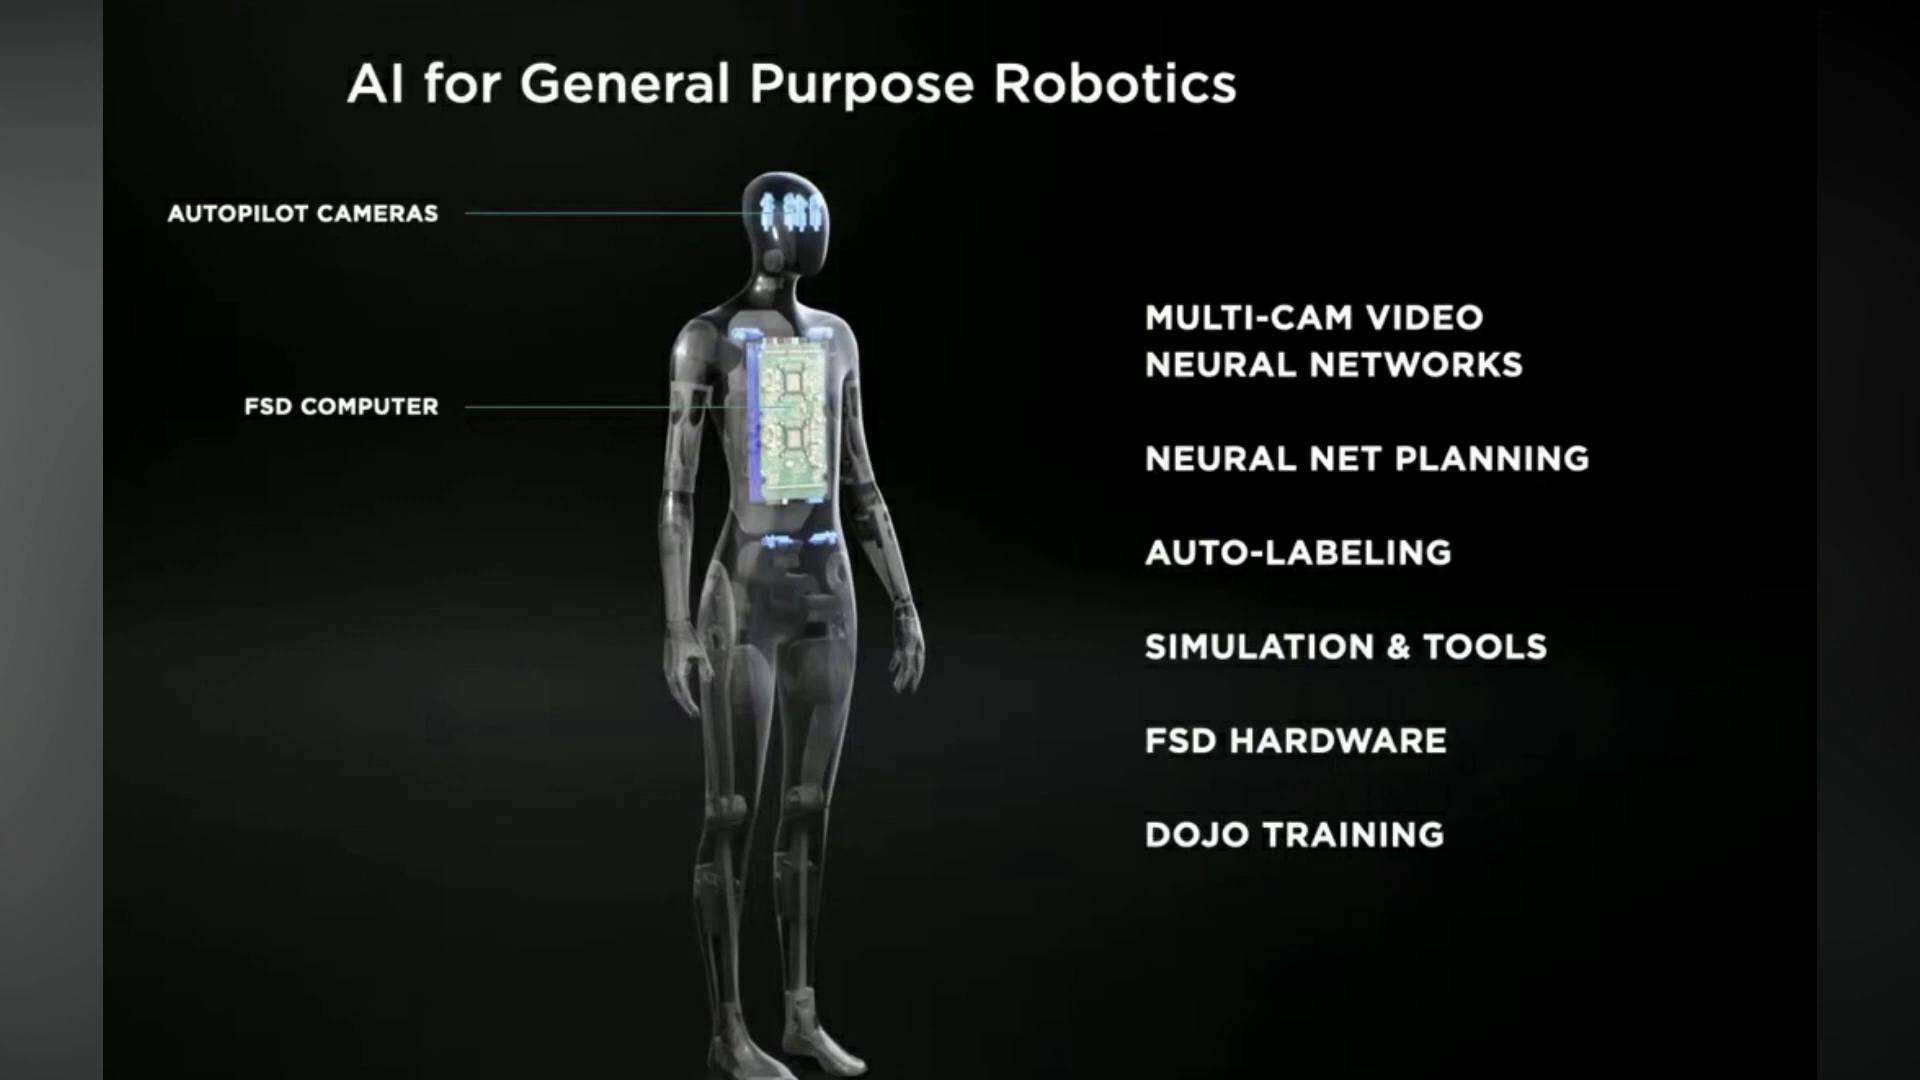 AI for General Purpose Robotics
AUTOPILOT CAMERAS
FSD COMPUTER
MULTI-CAM VIDEO
NEURAL NETWORKS
NEURAL NET PLANNING
AUTO-LABELING
SIMULATION & TOOLS
FSD HARDWARE
DOJO TRAINING